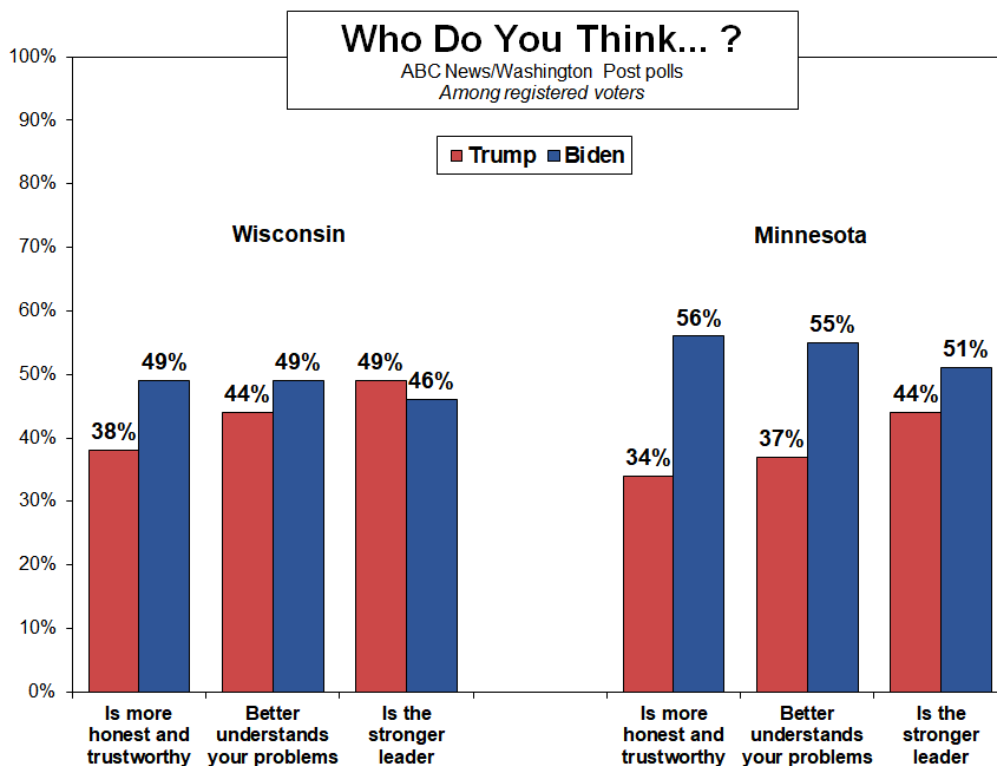 Who Do You Think... ?
ABC News/Washington Post polls
Among registered voters
Trump Biden
100%
90%
80%
70%
60%
50%
40%
30%
20%
10%
0%
Wisconsin
38%
49%
44%
49%
49%
46%
Is more
honest and
trustworthy
Better
understands
your problems
Is the
stronger
leader
Minnesota
34%
56%
37%
55%
44%
51%
Is more
honest and
trustworthy
Better
understands
your problems
Is the
stronger
leader